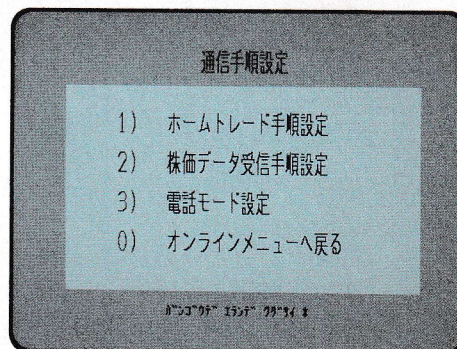 通信手順設定
1) ホームトレード手順設定
2) 株価データ受信手順設定
3) 電話モード設定
0) オンラインメニューへ戻る
バンゴウデ エランデ クダサイ